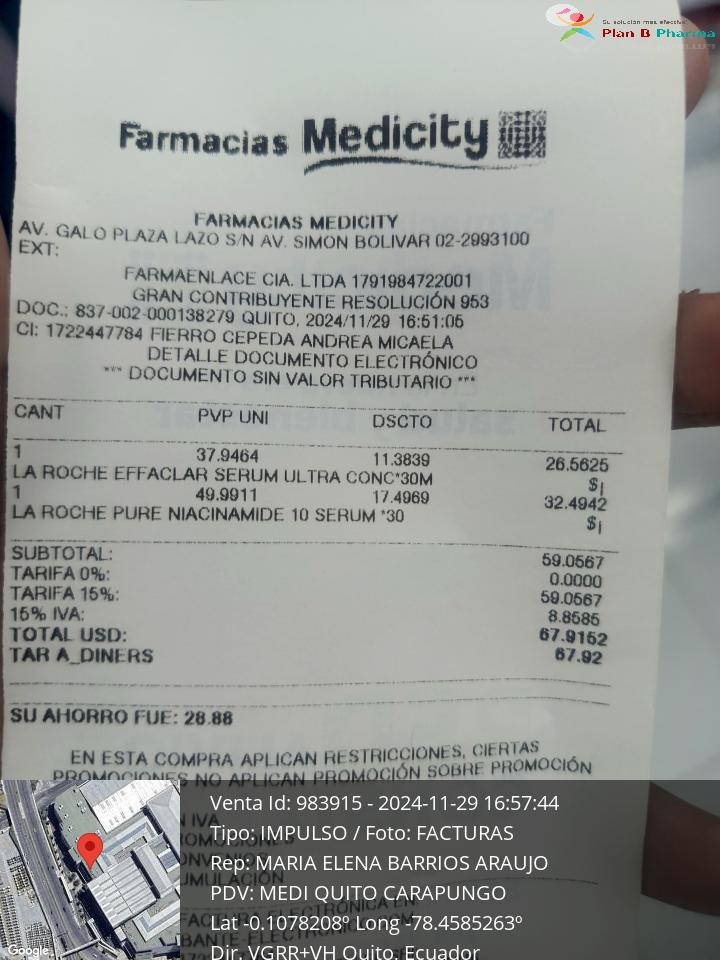 Su solución más efectiva
Plan B Pharma
Farmacias Medicity
FARMACIAS MEDICITY
AV. GALO PLAZA LAZO S/N AV. SIMON BOLIVAR 02-2993100
EXT:
FARMAENLACE CIA. LTDA 1791984722001
GRAN CONTRIBUYENTE RESOLUCIÓN 953
DOC.: 837-002-000138279 QUITO, 2024/11/29 16:51:05
CI: 1722447784 FIERRO CEPEDA ANDREA MICAELA
DETALLE DOCUMENTO ELECTRÓNICO
*** DOCUMENTO SIN VALOR TRIBUTARIO ***
CANT PVP UNI DSCTO TOTAL
1 37.9464 11.3839 26.5625
LA ROCHE EFFACLAR SERUM ULTRA CONC*30M $|
1 49.9911 17.4969 32.4942
LA ROCHE PURE NIACINAMIDE 10 SERUM *30 $|
SUBTOTAL: 59.0567
TARIFA 0%: 0.0000
TARIFA 15%: 59.0567
15% IVA: 8.8585
TOTAL USD: 67.9152
TAR A_DINERS 67.92
SU AHORRO FUE: 28.88
EN ESTA COMPRA APLICAN RESTRICCIONES, CIERTAS
PROMOCIONES NO APLICAN PROMOCIÓN SOBRE PROMOCIÓN
Venta Id: 983915 - 2024-11-29 16:57:44
Tipo: IMPULSO / Foto: FACTURAS
Rep: MARIA ELENA BARRIOS ARAUJO
PDV: MEDI QUITO CARAPUNGO
Lat -0.1078208º Long -78.4585263º
Dir. VGRR+VH Quito, Ecuador
Google